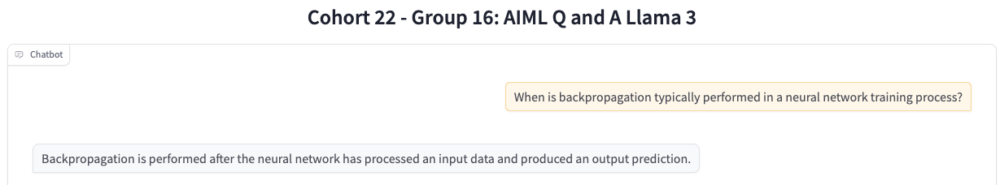 Cohort 22 - Group 16: AIML Q and A Llama 3
Chatbot
When is backpropagation typically performed in a neural network training process?
Backpropagation is performed after the neural network has processed an input data and produced an output prediction.